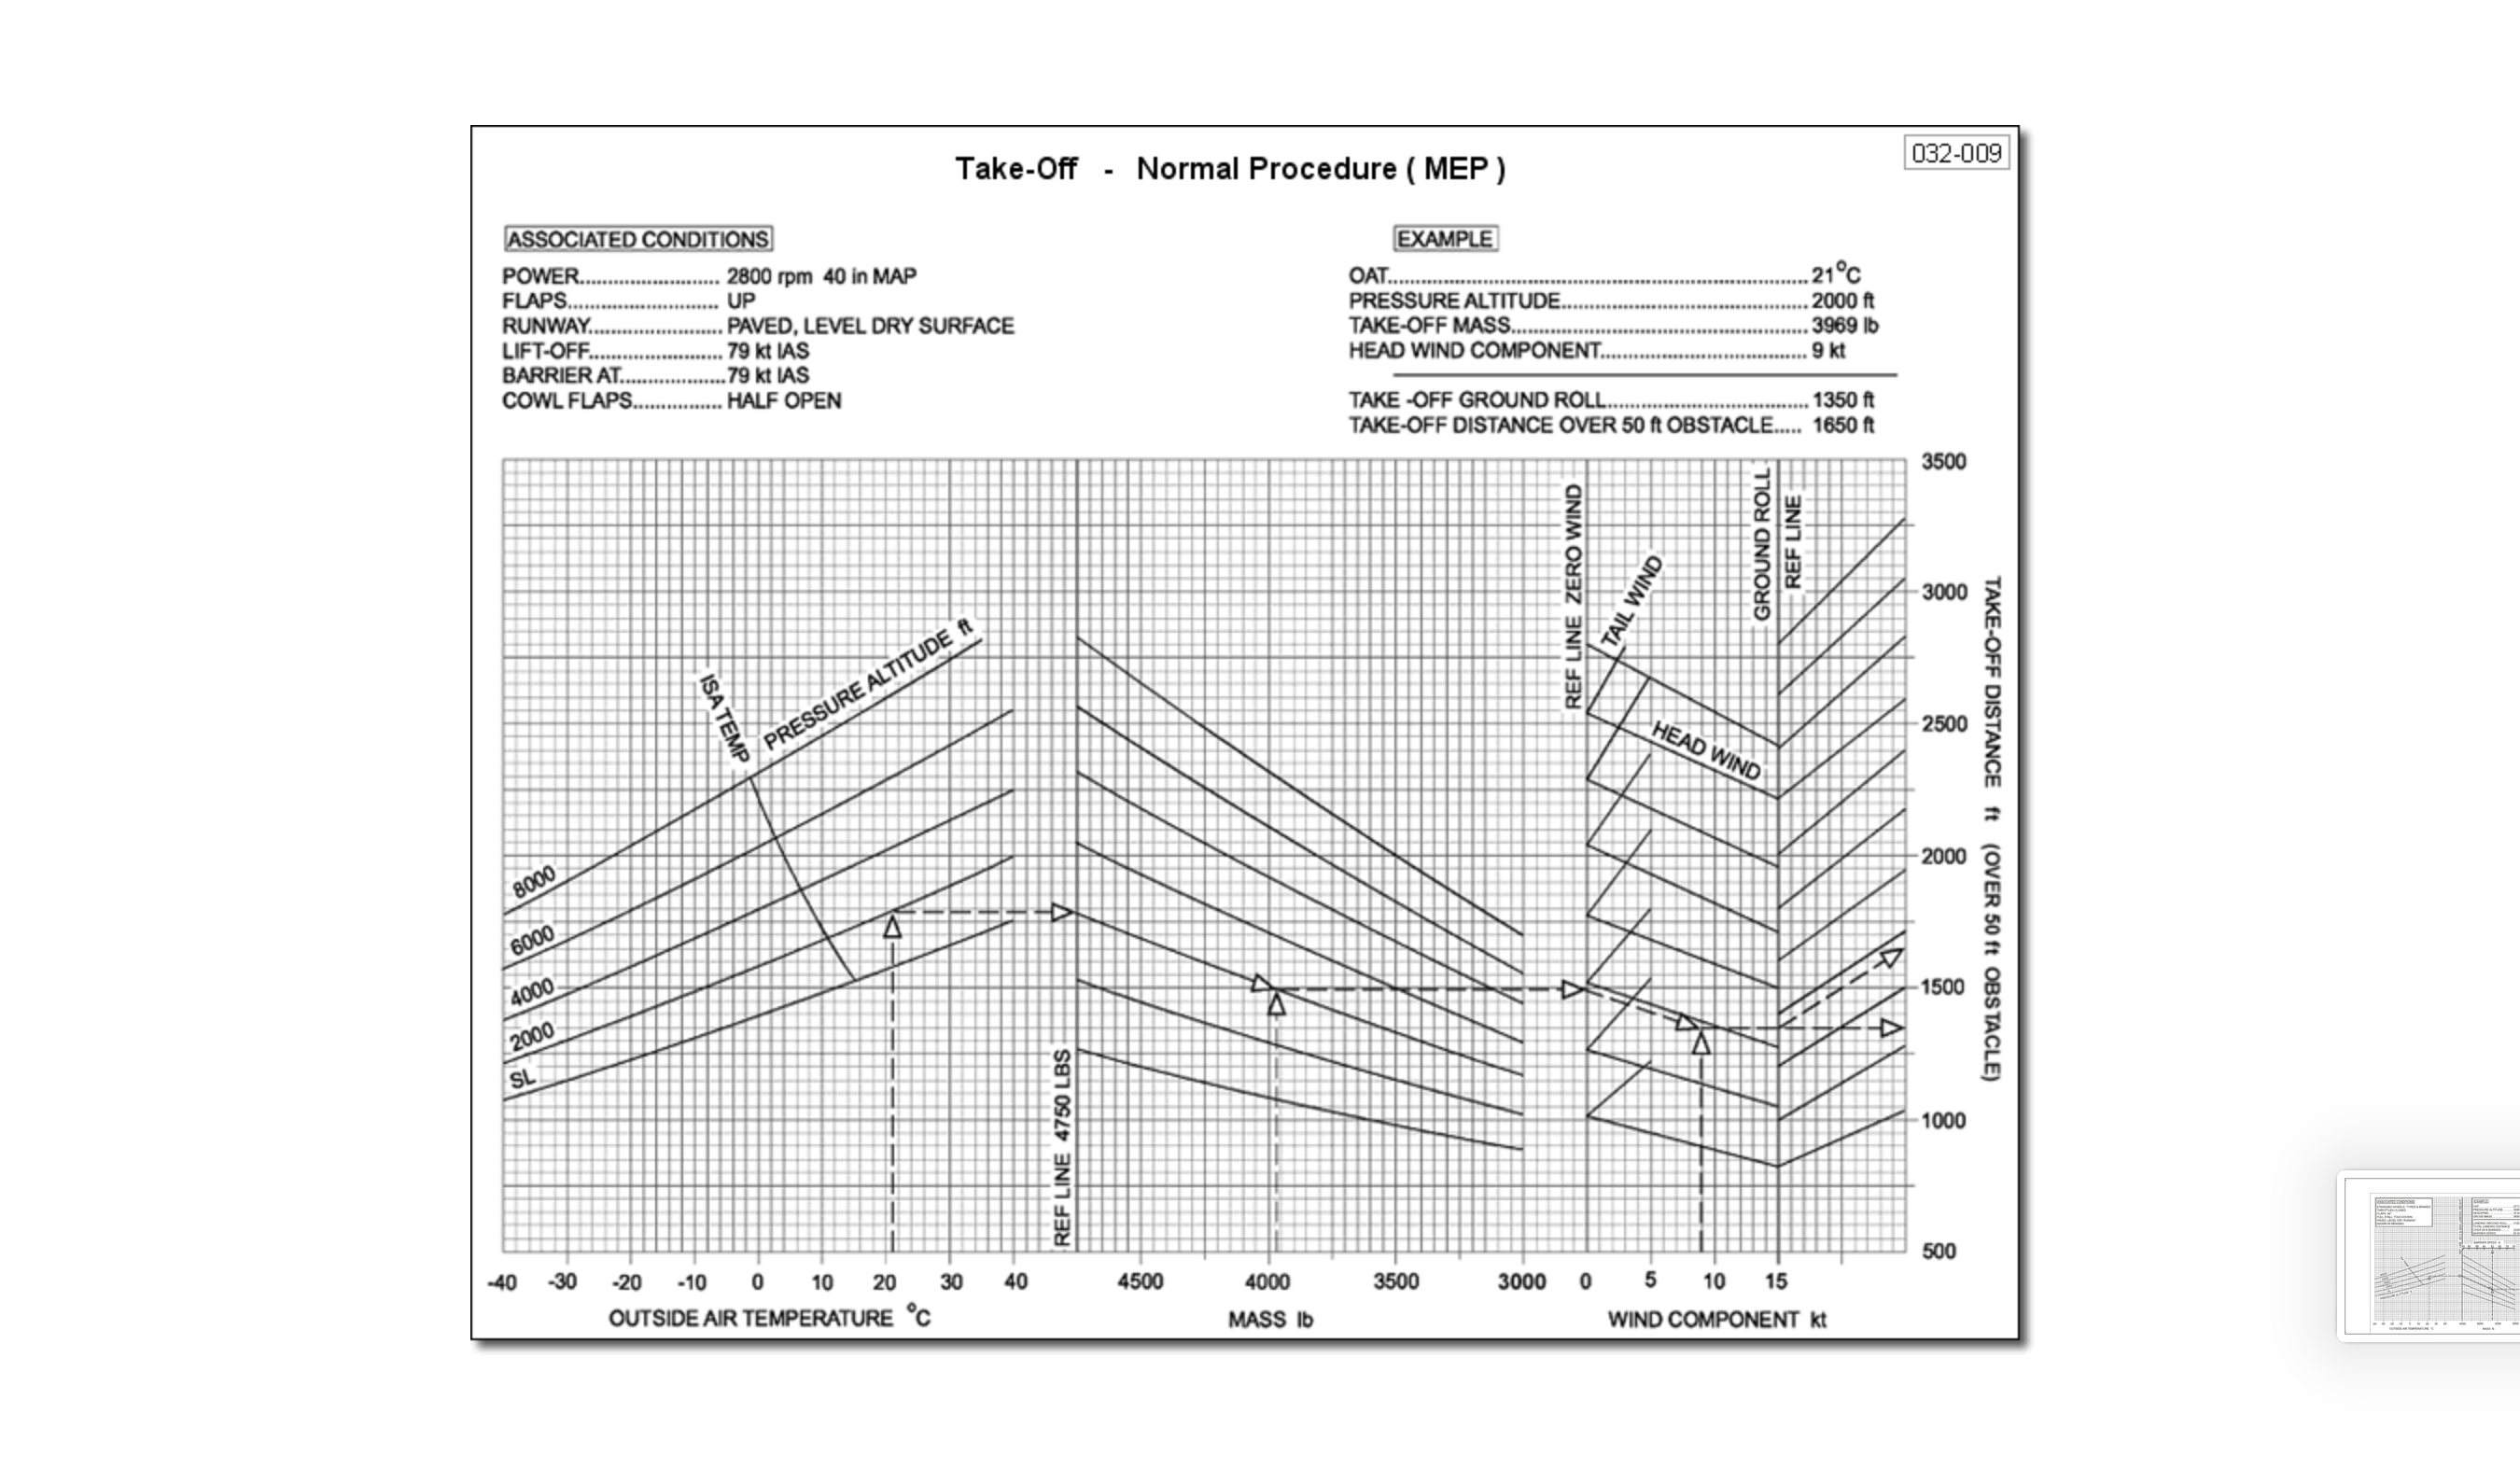 032-009
Take-Off - Normal Procedure ( MEP )
ASSOCIATED CONDITIONS
POWER.......................... 2800 rpm 40 in MAP
FLAPS........................... UP
RUNWAY........................ PAVED, LEVEL DRY SURFACE
LIFT-OFF........................ 79 kt IAS
BARRIER AT................... 79 kt IAS
COWL FLAPS................ HALF OPEN
EXAMPLE
OAT.......................................................................... 21°C
PRESSURE ALTITUDE............................................ 2000 ft
TAKE-OFF MASS..................................................... 3969 lb
HEAD WIND COMPONENT..................................... 9 kt
TAKE -OFF GROUND ROLL.................................... 1350 ft
TAKE-OFF DISTANCE OVER 50 ft OBSTACLE..... 1650 ft
ISA TEMP
PRESSURE ALTITUDE ft
8000
6000
4000
2000
SL
REF LINE 4750 LBS
REF LINE ZERO WIND
TAIL WIND
HEAD WIND
GROUND ROLL
REF LINE
3500
3000
2500
2000
1500
1000
500
TAKE-OFF DISTANCE ft (OVER 50 ft OBSTACLE)
-40 -30 -20 -10 0 10 20 30 40 4500 4000 3500 3000 0 5 10 15
OUTSIDE AIR TEMPERATURE °C
MASS lb
WIND COMPONENT kt